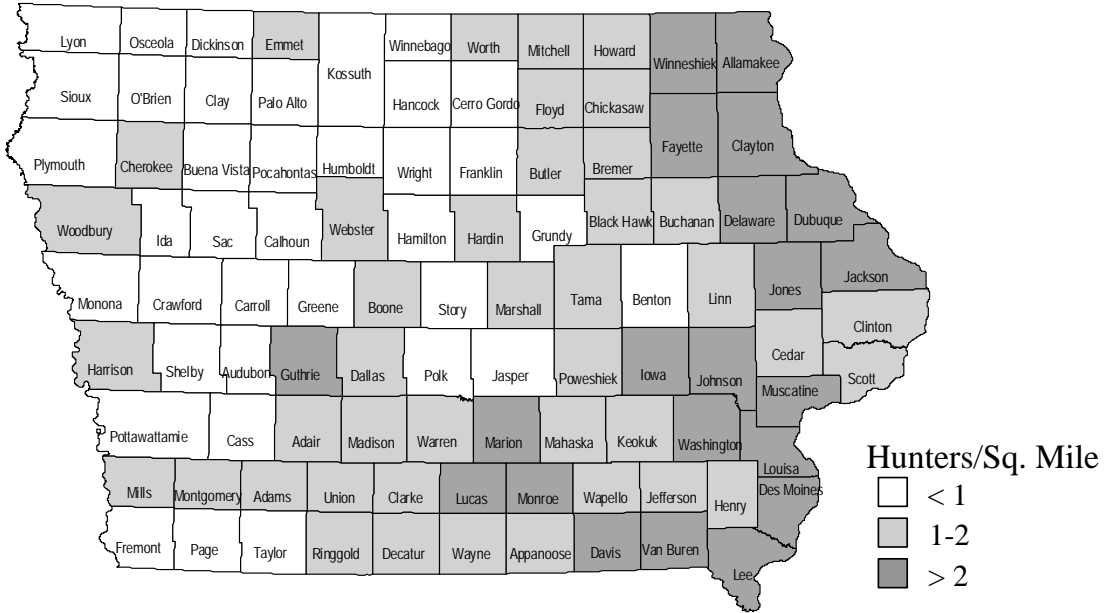 Lyon Osceola Dickinson Emmet Winnebago Worth Mitchell Howard
Kossuth Winneshiek Allamakee
Sioux O'Brien Clay Palo Alto Hancock Cerro Gordo Floyd Chickasaw
Plymouth Cherokee Buena Vista Pocahontas Humboldt Wright Franklin Butler Bremer Fayette Clayton
Woodbury Ida Sac Calhoun Webster Hamilton Hardin Grundy Black Hawk Buchanan Delaware Dubuque
Monona Crawford Carroll Greene Boone Story Marshall Tama Benton Linn Jones Jackson
Clinton
Harrison Shelby Audubon Guthrie Dallas Polk Jasper Poweshiek Iowa Johnson Cedar Scott
Muscatine
Pottawattamie Cass Adair Madison Warren Marion Mahaska Keokuk Washington
Louisa
Mills Montgomery Adams Union Clarke Lucas Monroe Wapello Jefferson Henry Des Moines
Fremont Page Taylor Ringgold Decatur Wayne Appanoose Davis Van Buren
Lee
Hunters/Sq. Mile
< 1
1-2
> 2